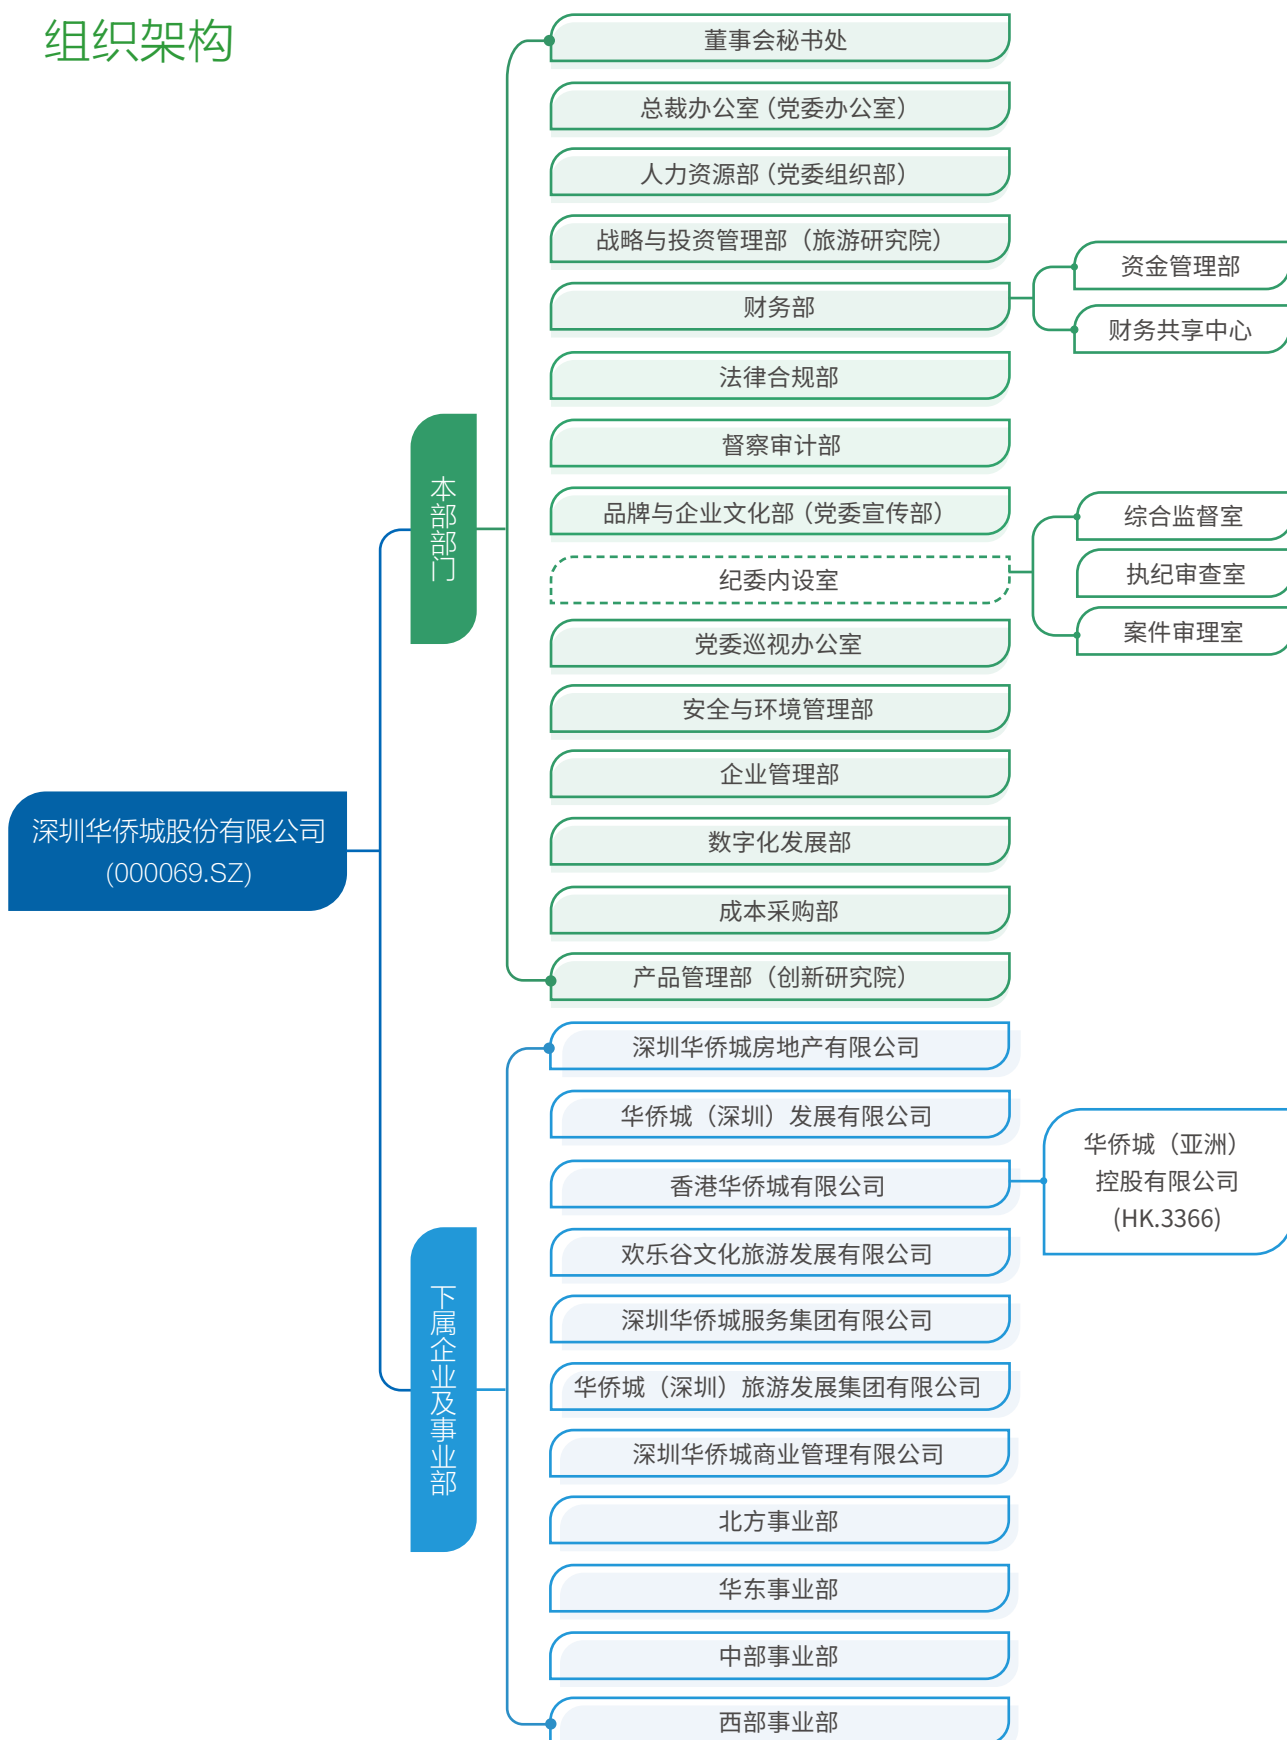 组织架构
董事会秘书处
总裁办公室（党委办公室）
人力资源部（党委组织部）
战略与投资管理部（旅游研究院）
财务部
资金管理部
财务共享中心
法律合规部
督察审计部
品牌与企业文化部（党委宣传部）
纪委内设室
综合监督室
执纪审查室
案件审理室
党委巡视办公室
安全与环境管理部
企业管理部
数字化发展部
成本采购部
产品管理部（创新研究院）
本部部门
深圳华侨城股份有限公司
(000069.SZ)
下属企业及事业部
深圳华侨城房地产有限公司
华侨城（深圳）发展有限公司
香港华侨城有限公司
华侨城（亚洲）
控股有限公司
(HK.3366)
欢乐谷文化旅游发展有限公司
深圳华侨城服务集团有限公司
华侨城（深圳）旅游发展集团有限公司
深圳华侨城商业管理有限公司
北方事业部
华东事业部
中部事业部
西部事业部